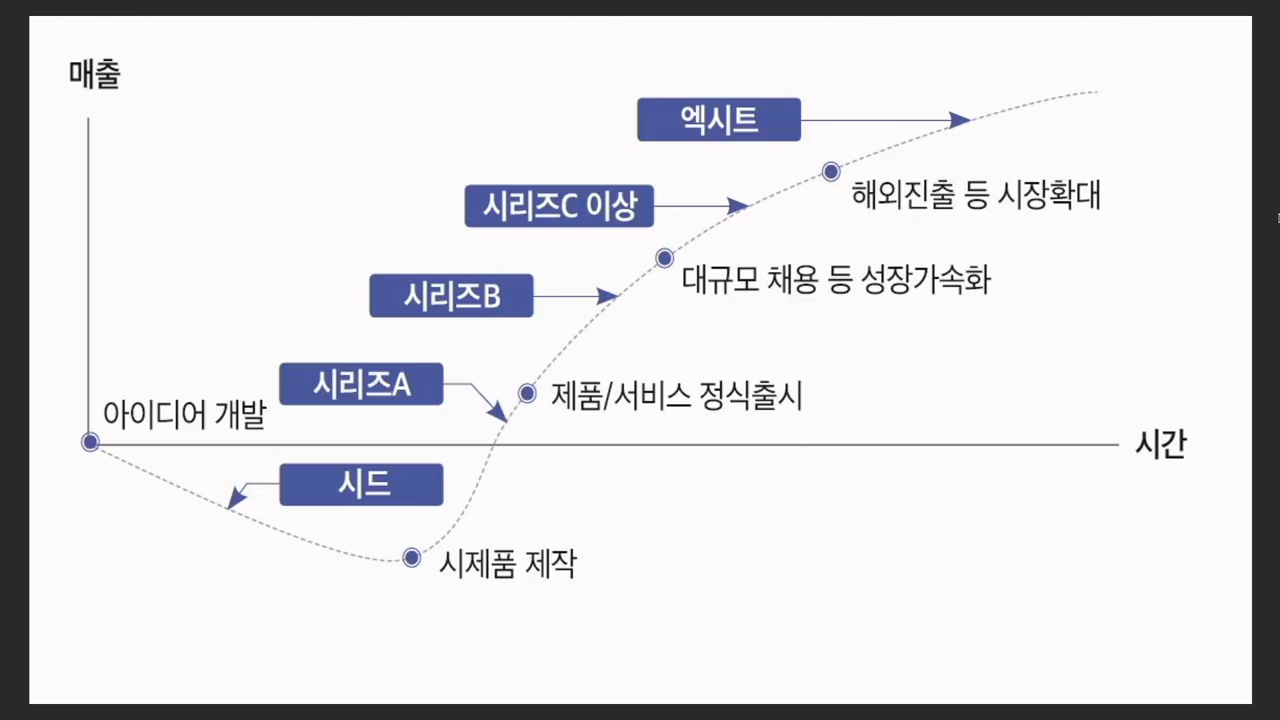 매출
엑시트
해외진출 등 시장확대
시리즈C 이상
대규모 채용 등 성장가속화
시리즈B
시리즈A
제품/서비스 정식출시
아이디어 개발
시간
시드
시제품 제작